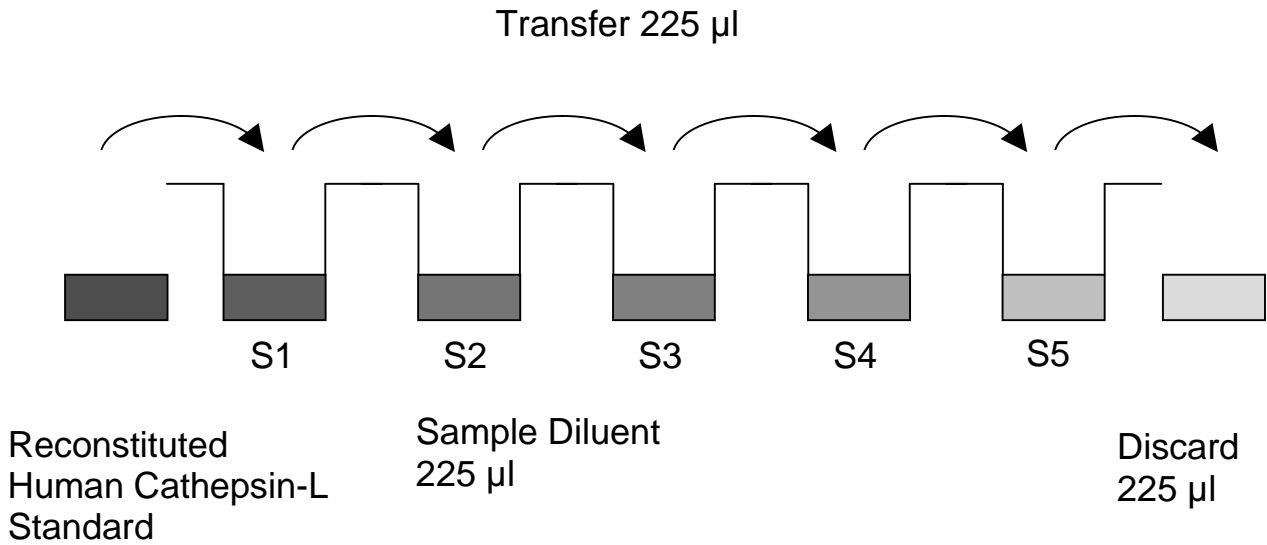 Transfer 225 µl
S1 S2 S3 S4 S5
Reconstituted
Human Cathepsin-L
Standard
Sample Diluent
225 µl
Discard
225 µl